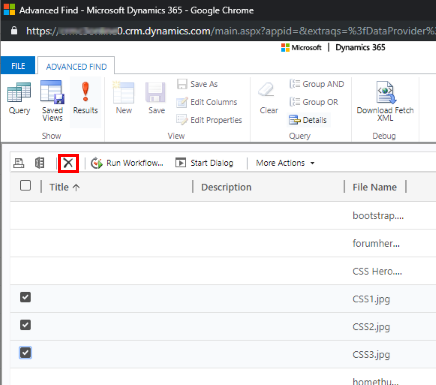 Advanced Find - Microsoft Dynamics 365 - Google Chrome
0.crm.dynamics.com/main.aspx?appid=&extraqs=%3fDataProvider%
Microsoft | Dynamics 365
FILE ADVANCED FIND
Query Saved Views Results New Save Save As Edit Columns Edit Properties Clear Group AND Group OR Details Download Fetch XML
Show View Query Debug
Run Workflow... Start Dialog More Actions
Title ↑ Description File Name
bootstrap....
forumher...
CSS Hero....
CSS1.jpg
CSS2.jpg
CSS3.jpg
homethu...